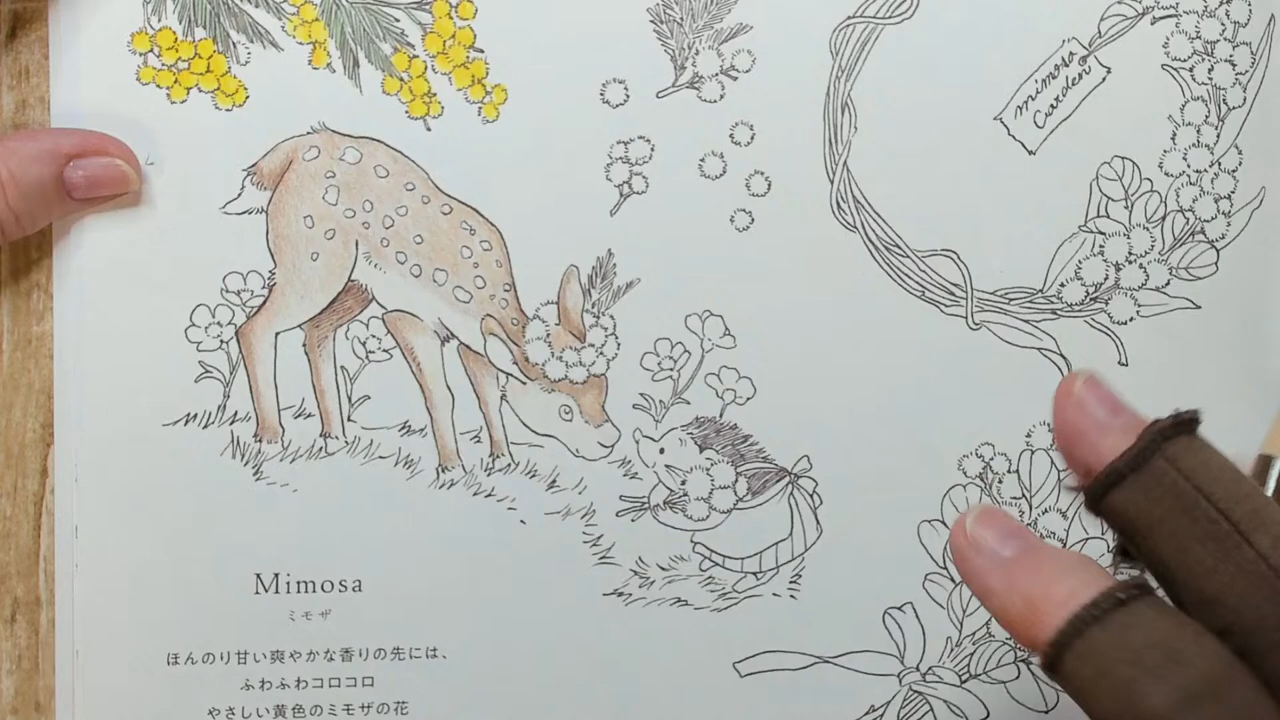 mimosa
Garden
Mimosa
ミモザ
ほんのり甘い爽やかな香りの先には、
ふわふわコロコロ
やさしい黄色のミモザの花